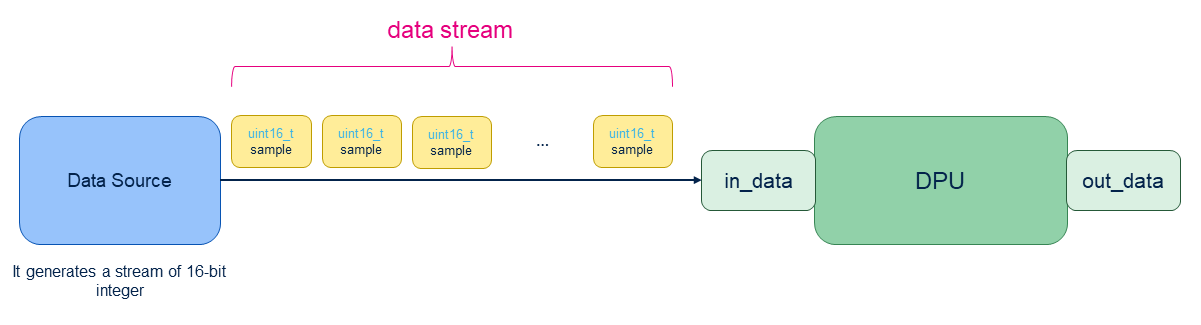 data stream
uint16_t
sample
uint16_t
sample
uint16_t
sample
...
uint16_t
sample
Data Source
in_data
DPU
out_data
It generates a stream of 16-bit
integer